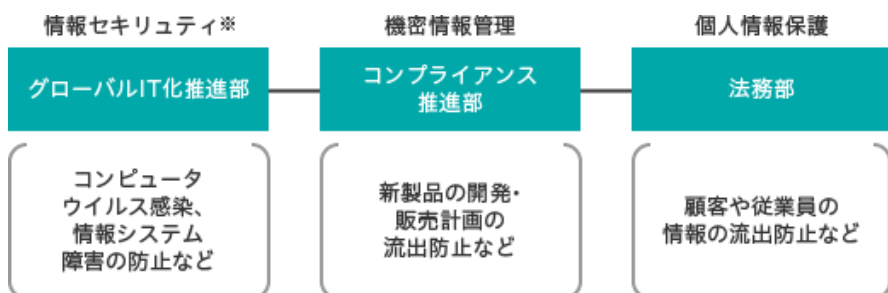 情報セキュリティ※
グローバルIT化推進部
コンピュータ
ウイルス感染、
情報システム
障害の防止など
機密情報管理
コンプライアンス
推進部
新製品の開発・
販売計画の
流出防止など
個人情報保護
法務部
顧客や従業員の
情報の流出防止など